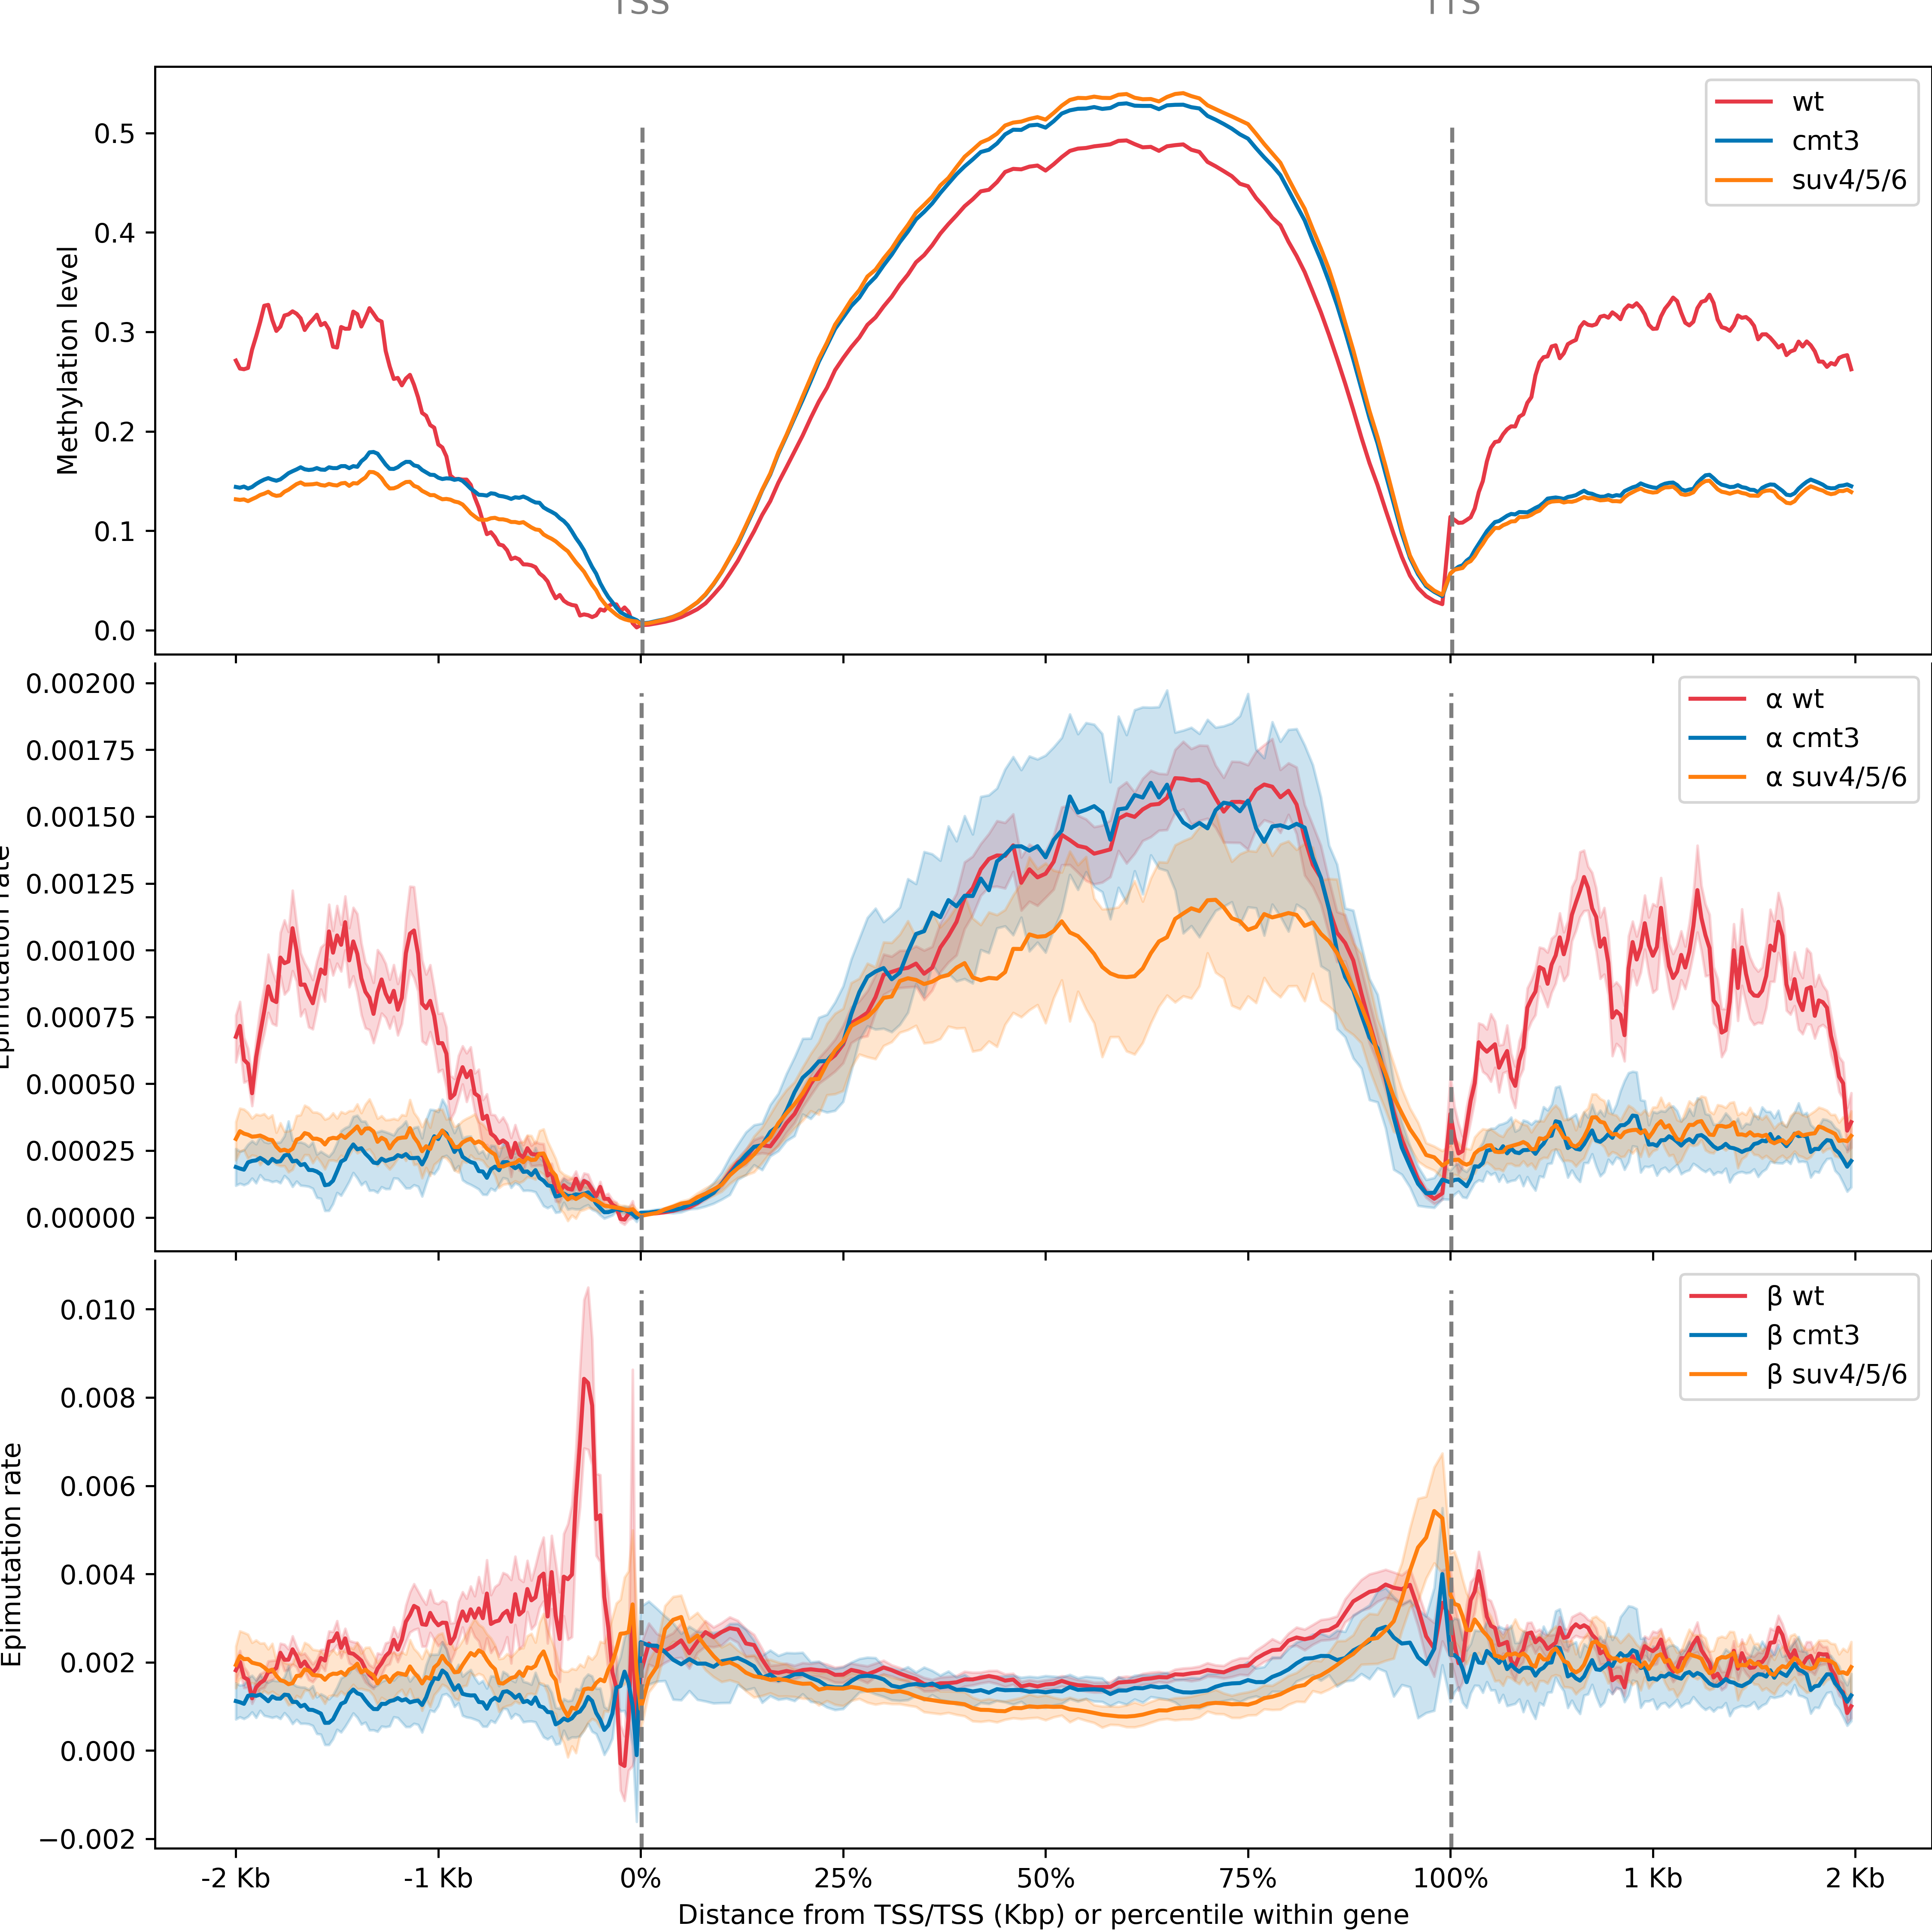 TSS TTS
Methylation level
0.5
0.4
0.3
0.2
0.1
0.0
wt
cmt3
suv4/5/6
Epimutation rate
0.00200
0.00175
0.00150
0.00125
0.00100
0.00075
0.00050
0.00025
0.00000
α wt
α cmt3
α suv4/5/6
Epimutation rate
0.010
0.008
0.006
0.004
0.002
0.000
−0.002
β wt
β cmt3
β suv4/5/6
-2 Kb -1 Kb 0% 25% 50% 75% 100% 1 Kb 2 Kb
Distance from TSS/TSS (Kbp) or percentile within gene